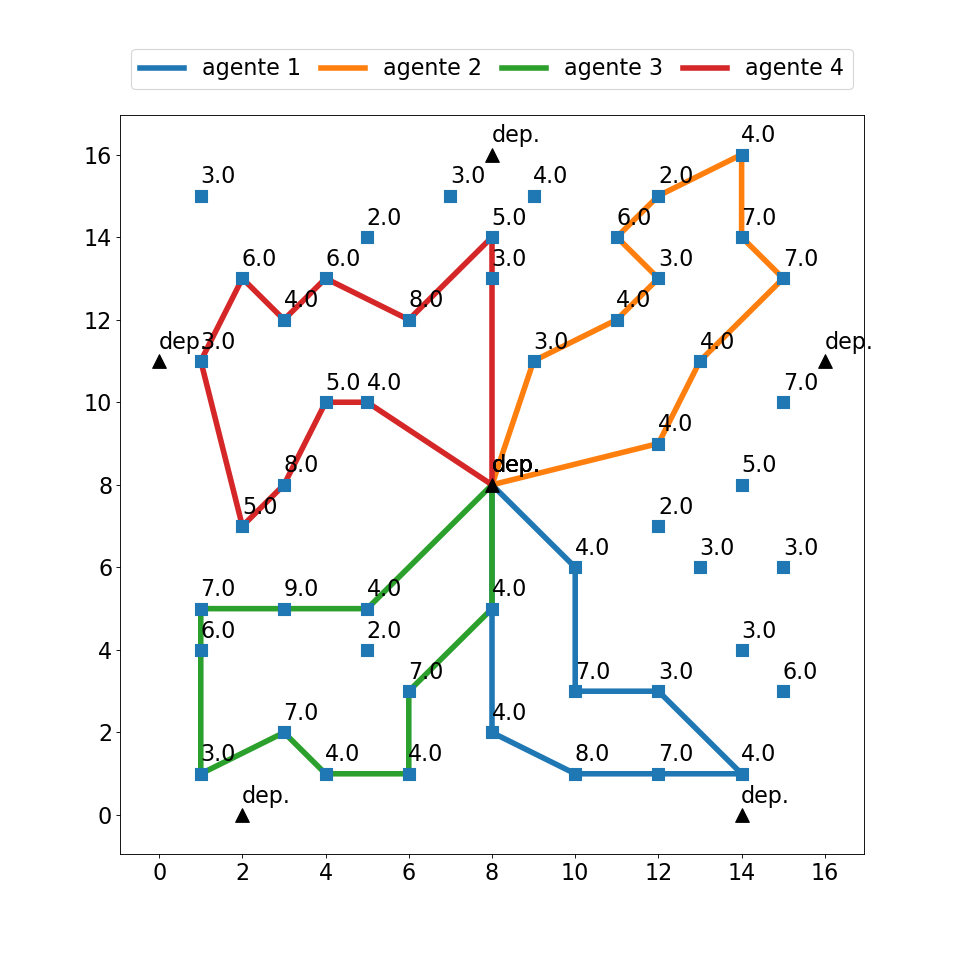 agente 1 agente 2 agente 3 agente 4
dep. 4.0
16
3.0 3.0 4.0 2.0
2.0 5.0 6.0 7.0
14
6.0 6.0 3.0 3.0 7.0
4.0 8.0 4.0
12
dep. 3.0 3.0 4.0 dep.
5.0 4.0 7.0
10
4.0
8.0 dep. 5.0
8
5.0 2.0
4.0 3.0 3.0
6
7.0 9.0 4.0 4.0
6.0 2.0 3.0
4
7.0 7.0 3.0 6.0
7.0 4.0
2
3.0 4.0 4.0 8.0 7.0 4.0
dep. dep.
0
0 2 4 6 8 10 12 14 16